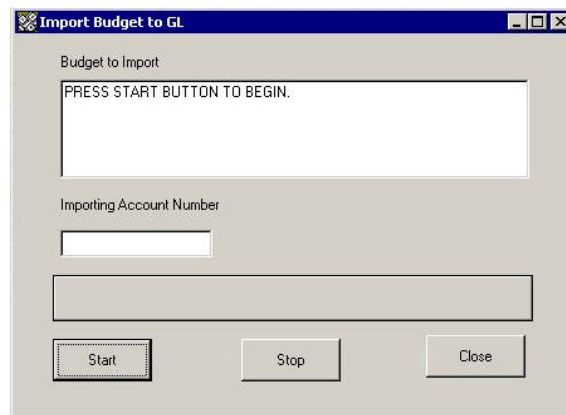 Import Budget to GL
Budget to Import
PRESS START BUTTON TO BEGIN.
Importing Account Number
Start
Stop
Close